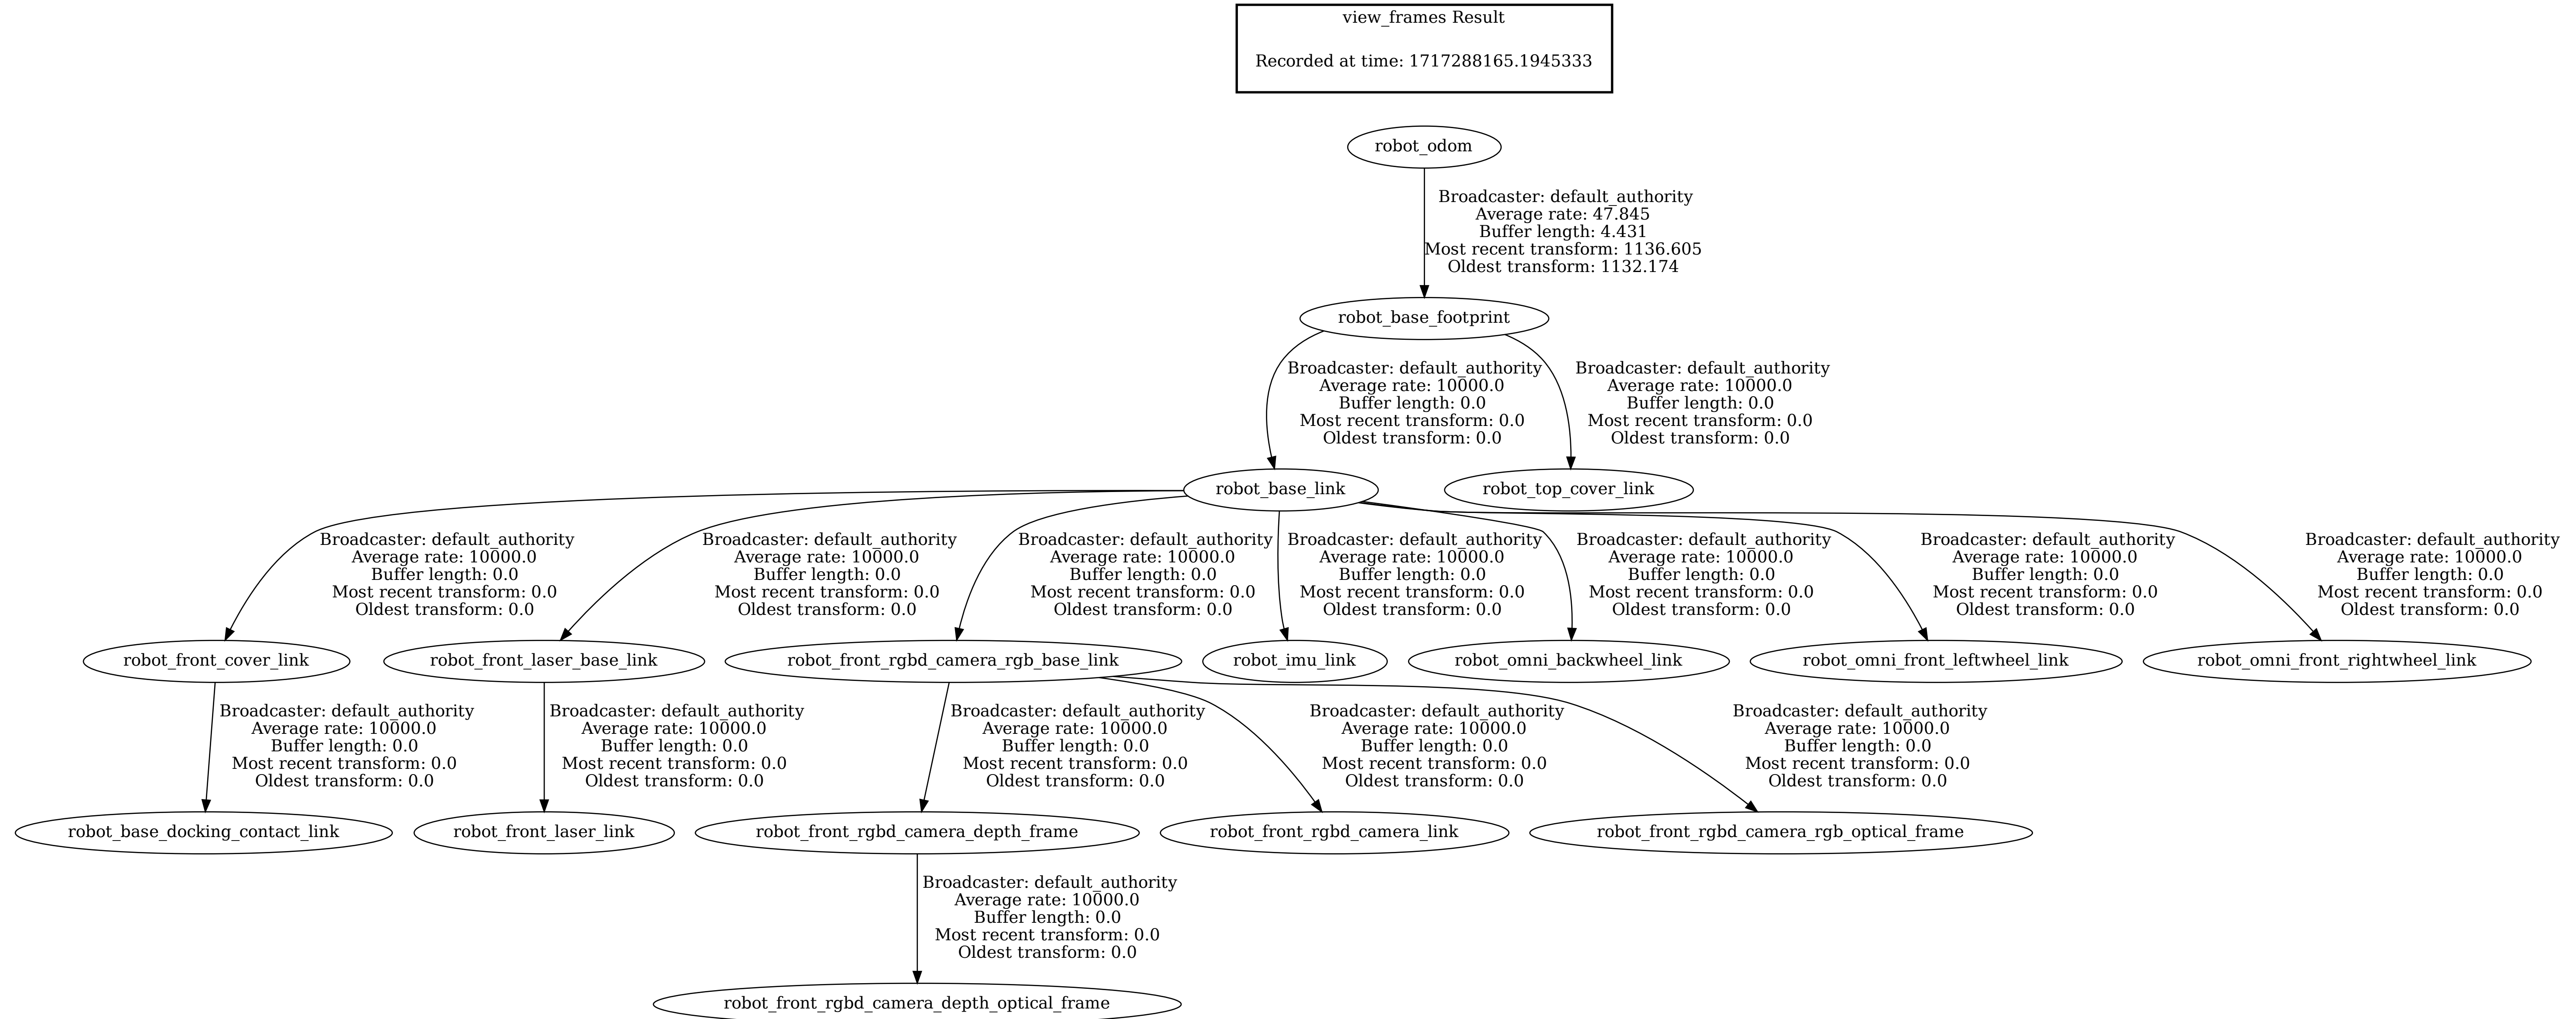 view_frames Result
Recorded at time: 1717288165.1945333
robot_odom
Broadcaster: default_authority
Average rate: 47.845
Buffer length: 4.431
Most recent transform: 1136.605
Oldest transform: 1132.174
robot_base_footprint
Broadcaster: default_authority
Average rate: 10000.0
Buffer length: 0.0
Most recent transform: 0.0
Oldest transform: 0.0
Broadcaster: default_authority
Average rate: 10000.0
Buffer length: 0.0
Most recent transform: 0.0
Oldest transform: 0.0
robot_base_link
robot_top_cover_link
Broadcaster: default_authority
Average rate: 10000.0
Buffer length: 0.0
Most recent transform: 0.0
Oldest transform: 0.0
Broadcaster: default_authority
Average rate: 10000.0
Buffer length: 0.0
Most recent transform: 0.0
Oldest transform: 0.0
Broadcaster: default_authority
Average rate: 10000.0
Buffer length: 0.0
Most recent transform: 0.0
Oldest transform: 0.0
Broadcaster: default_authority
Average rate: 10000.0
Buffer length: 0.0
Most recent transform: 0.0
Oldest transform: 0.0
Broadcaster: default_authority
Average rate: 10000.0
Buffer length: 0.0
Most recent transform: 0.0
Oldest transform: 0.0
Broadcaster: default_authority
Average rate: 10000.0
Buffer length: 0.0
Most recent transform: 0.0
Oldest transform: 0.0
Broadcaster: default_authority
Average rate: 10000.0
Buffer length: 0.0
Most recent transform: 0.0
Oldest transform: 0.0
robot_front_cover_link
robot_front_laser_base_link
robot_front_rgbd_camera_rgb_base_link
robot_imu_link
robot_omni_backwheel_link
robot_omni_front_leftwheel_link
robot_omni_front_rightwheel_link
Broadcaster: default_authority
Average rate: 10000.0
Buffer length: 0.0
Most recent transform: 0.0
Oldest transform: 0.0
Broadcaster: default_authority
Average rate: 10000.0
Buffer length: 0.0
Most recent transform: 0.0
Oldest transform: 0.0
Broadcaster: default_authority
Average rate: 10000.0
Buffer length: 0.0
Most recent transform: 0.0
Oldest transform: 0.0
Broadcaster: default_authority
Average rate: 10000.0
Buffer length: 0.0
Most recent transform: 0.0
Oldest transform: 0.0
Broadcaster: default_authority
Average rate: 10000.0
Buffer length: 0.0
Most recent transform: 0.0
Oldest transform: 0.0
robot_base_docking_contact_link
robot_front_laser_link
robot_front_rgbd_camera_depth_frame
robot_front_rgbd_camera_link
robot_front_rgbd_camera_rgb_optical_frame
Broadcaster: default_authority
Average rate: 10000.0
Buffer length: 0.0
Most recent transform: 0.0
Oldest transform: 0.0
robot_front_rgbd_camera_depth_optical_frame